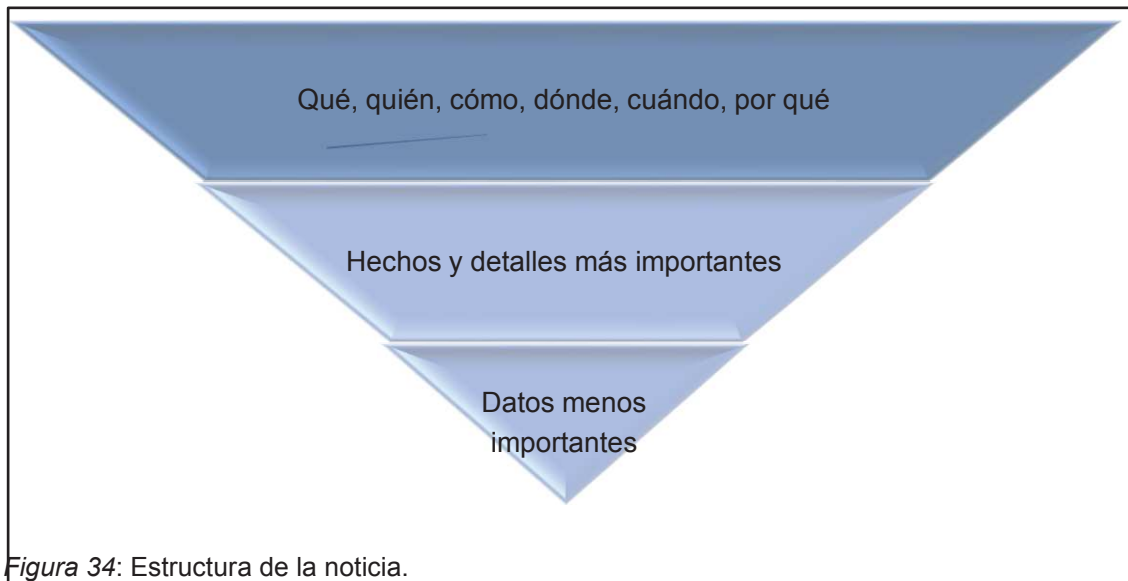 Qué, quién, cómo, dónde, cuándo, por qué
Hechos y detalles más importantes
Datos menos
importantes
Figura 34: Estructura de la noticia.